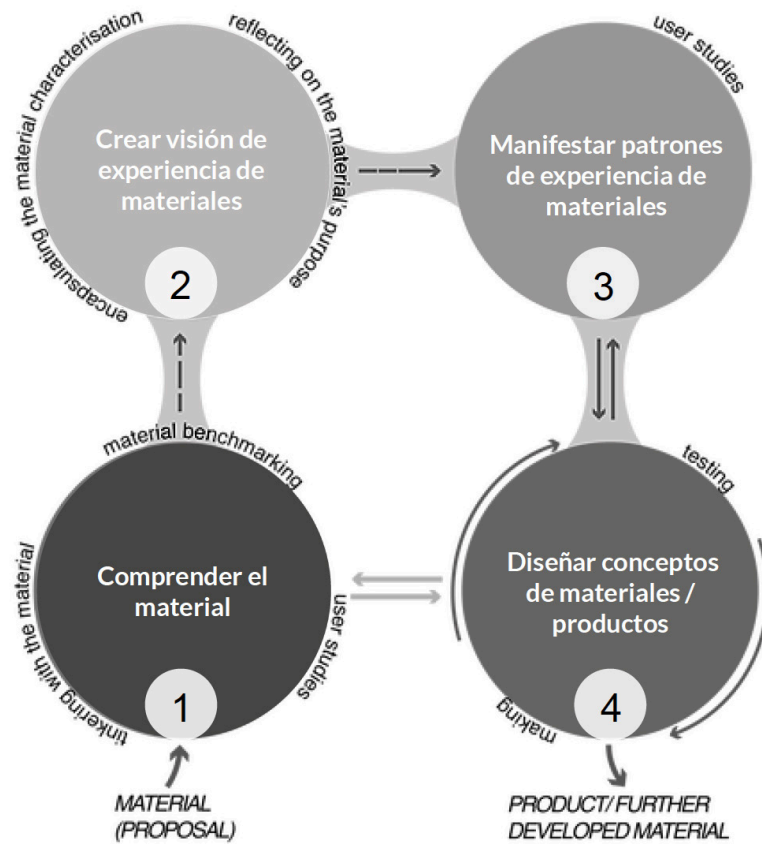 encapsulating the material characterisation
reflecting on the material's purpose
Crear visión de
experiencia de
materiales
2
user studies
Manifestar patrones
de experiencia de
materiales
3
material benchmarking
tinkering with the material
user studies
Comprender el
material
1
testing
making
Diseñar conceptos
de materiales /
productos
4
MATERIAL
(PROPOSAL)
PRODUCT/FURTHER
DEVELOPED MATERIAL